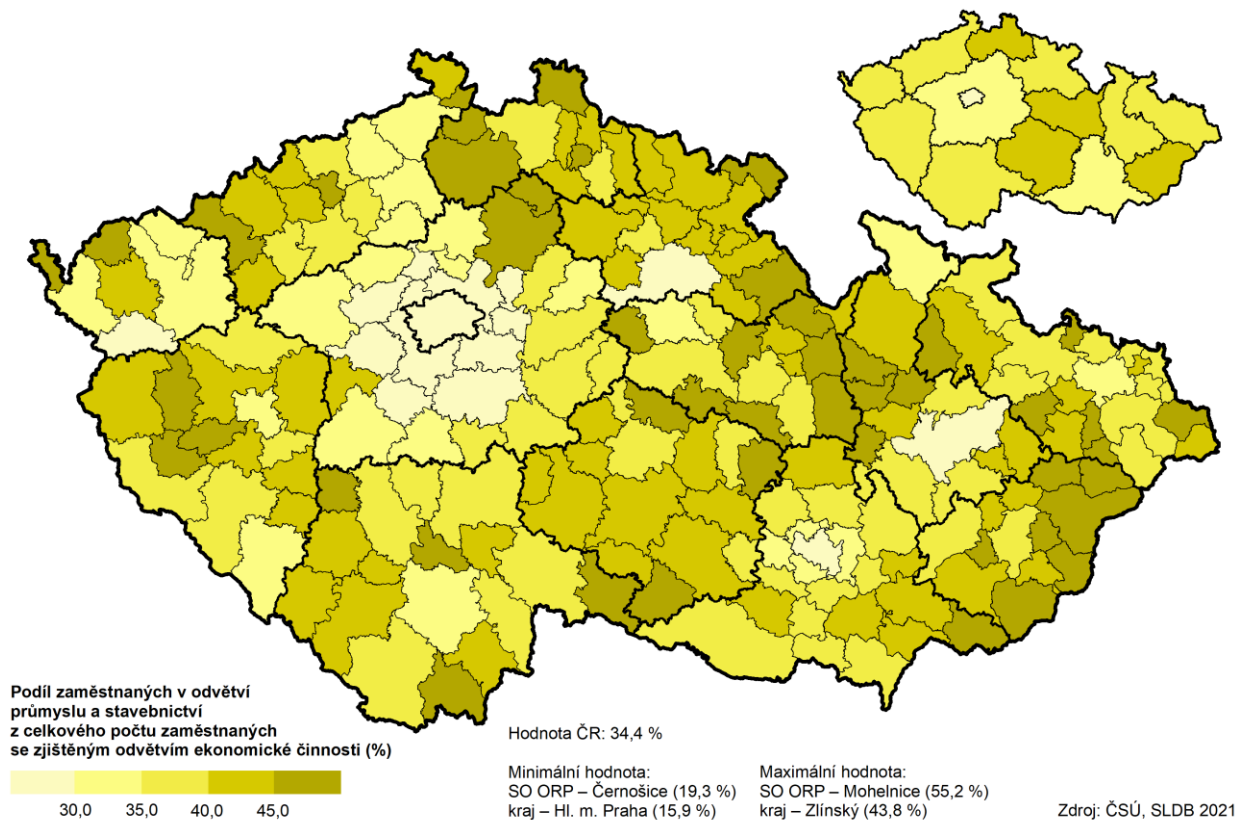 Podíl zaměstnaných v odvětví
průmyslu a stavebnictví
z celkového počtu zaměstnaných
se zjištěným odvětvím ekonomické činnosti (%)
30,0 35,0 40,0 45,0
Hodnota ČR: 34,4 %
Minimální hodnota:
SO ORP – Černošice (19,3 %)
kraj – Hl. m. Praha (15,9 %)
Maximální hodnota:
SO ORP – Mohelnice (55,2 %)
kraj – Zlínský (43,8 %)
Zdroj: ČSÚ, SLDB 2021